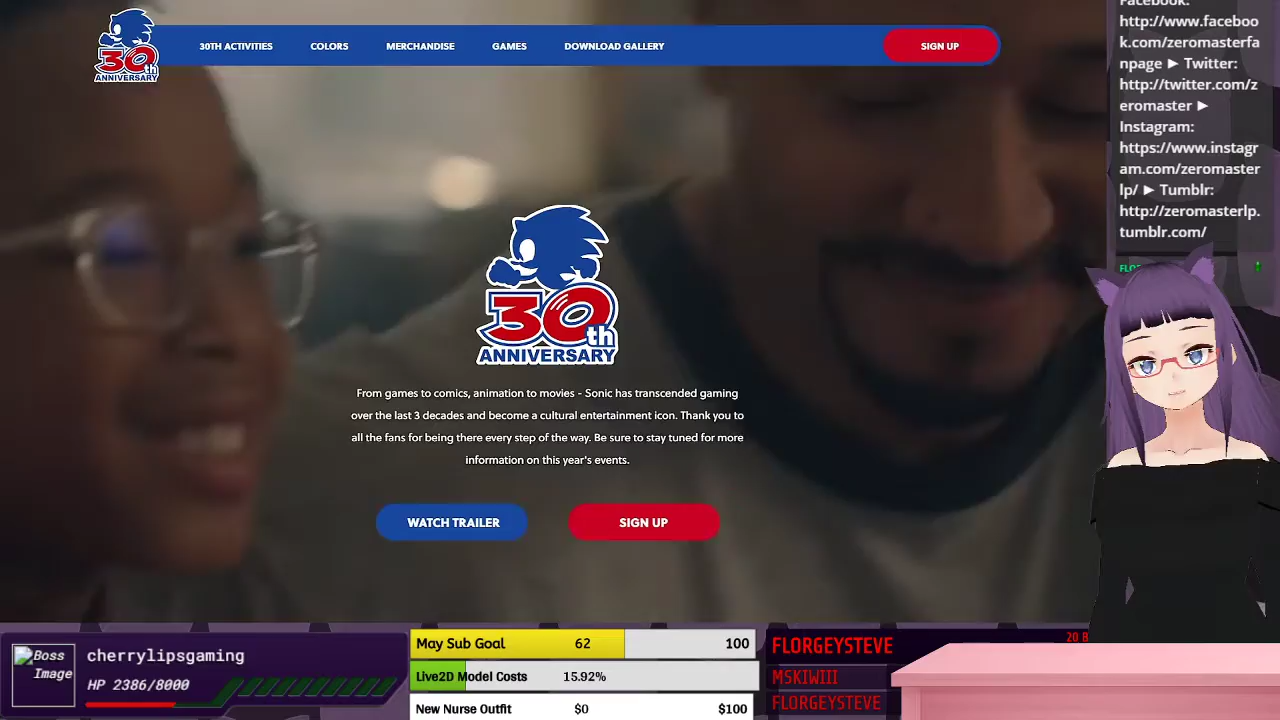 30th
ANNIVERSARY
30TH ACTIVITIES COLORS MERCHANDISE GAMES DOWNLOAD GALLERY SIGN UP
30th
ANNIVERSARY
From games to comics, animation to movies - Sonic has transcended gaming
over the last 3 decades and become a cultural entertainment icon. Thank you to
all the fans for being there every step of the way. Be sure to stay tuned for more
information on this year's events.
WATCH TRAILER SIGN UP
Facebook:
http://www.faceboo
k.com/zeromasterfa
npage ► Twitter:
http://twitter.com/z
eromaster ►
Instagram:
https://www.instagr
am.com/zeromaster
lp/ ► Tumblr:
http://zeromasterlp.
tumblr.com/
Boss
Image
cherrylipsgaming
HP 2386/8000
May Sub Goal 62 100
Live2D Model Costs 15.92%
New Nurse Outfit $0 $100
20 B
FLORGEYSTEVE
MSKIWIII
FLORGEYSTEVE